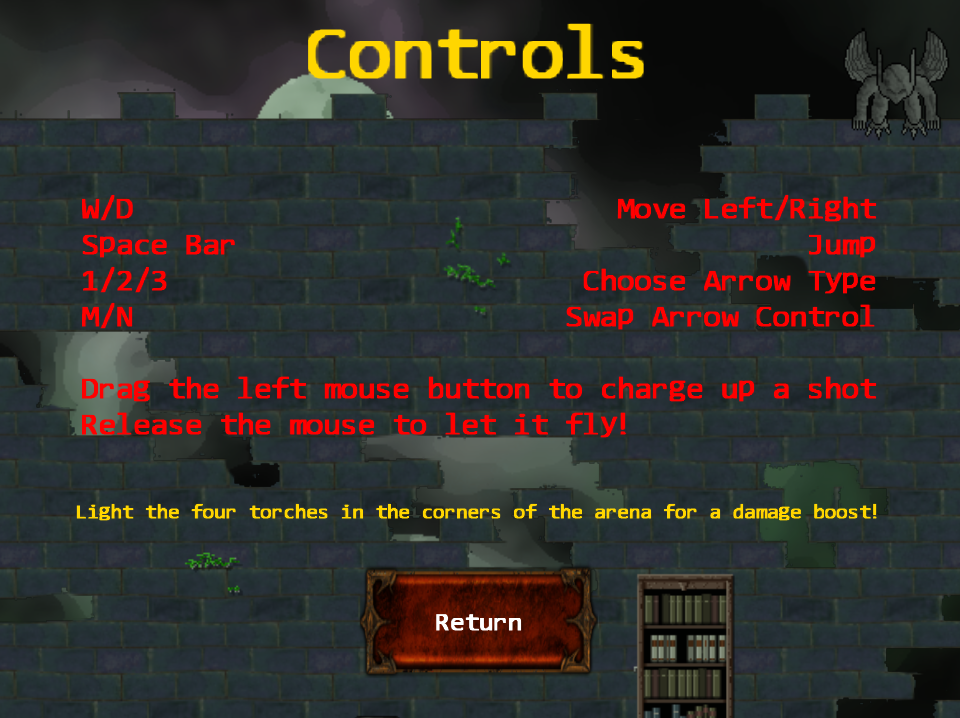 Controls
W/D Move Left/Right
Space Bar Jump
1/2/3 Choose Arrow Type
M/N Swap Arrow Control
Drag the left mouse button to charge up a shot
Release the mouse to let it fly!
Light the four torches in the corners of the arena for a damage boost!
Return